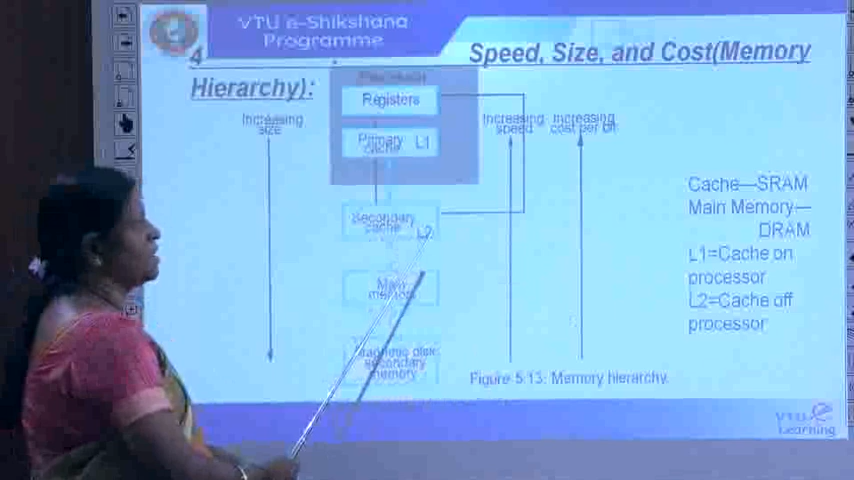 VTU e-Shikshana
Programme
4
Speed, Size, and Cost(Memory
Hierarchy):
Registers
Increasing
size
Increasing
speed
Increasing
cost per bit
Primary
cache
L1
Secondary
cache
L2
Main
memory
Magnetic disk
secondary
memory
Cache—SRAM
Main Memory—
DRAM
L1=Cache on
processor
L2=Cache off
processor
Figure 5.13: Memory hierarchy.
VTU e
Learning